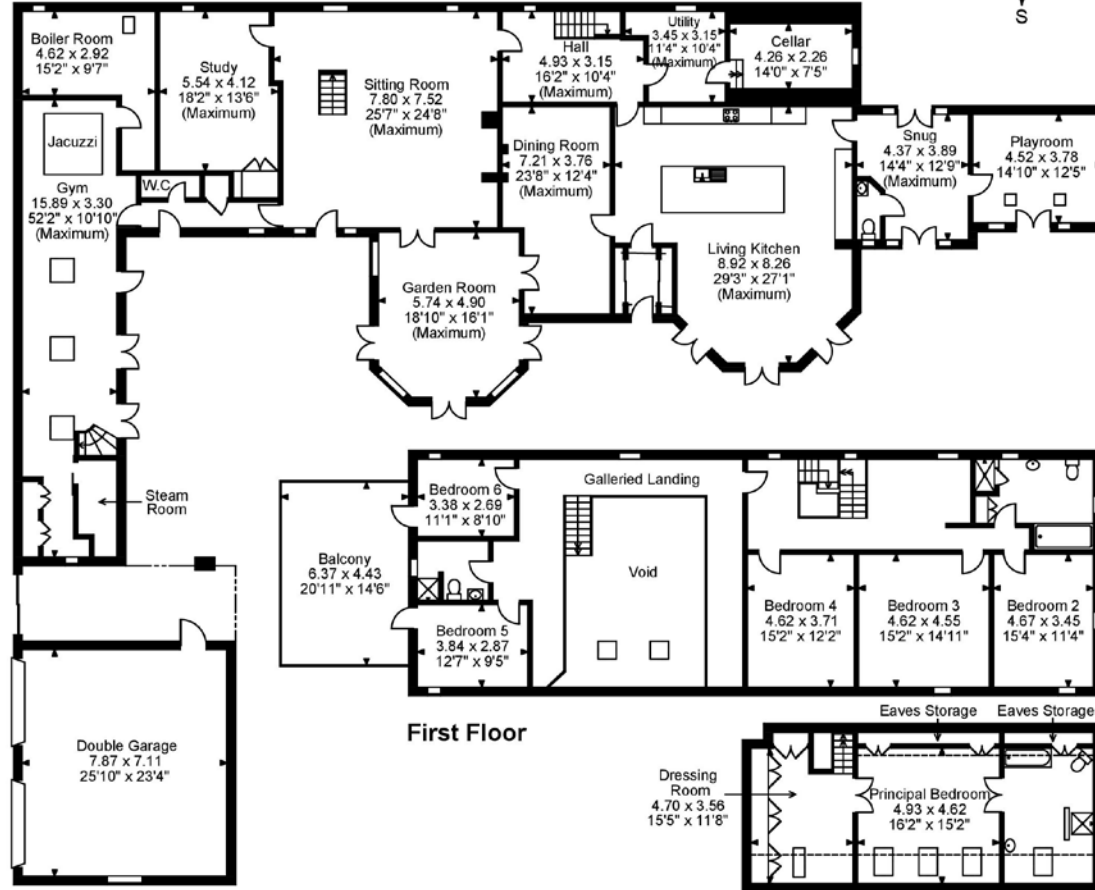 S
Boiler Room
4.62 x 2.92
15'2" x 9'7"
Study
5.54 x 4.12
18'2" x 13'6"
(Maximum)
Sitting Room
7.80 x 7.52
25'7" x 24'8"
(Maximum)
Hall
4.93 x 3.15
16'2" x 10'4"
(Maximum)
Utility
3.45 x 3.15
11'4" x 10'4"
(Maximum)
Cellar
4.26 x 2.26
14'0" x 7'5"
Jacuzzi
Gym
15.89 x 3.30
52'2" x 10'10"
(Maximum)
W.C
Dining Room
7.21 x 3.76
23'8" x 12'4"
(Maximum)
Snug
4.37 x 3.89
14'4" x 12'9"
(Maximum)
Playroom
4.52 x 3.78
14'10" x 12'5"
Living Kitchen
8.92 x 8.26
29'3" x 27'1"
(Maximum)
Garden Room
5.74 x 4.90
18'10" x 16'1"
(Maximum)
Steam
Room
Balcony
6.37 x 4.43
20'11" x 14'6"
Bedroom 6
3.38 x 2.69
11'1" x 8'10"
Galleried Landing
Void
Bedroom 5
3.84 x 2.87
12'7" x 9'5"
Bedroom 4
4.62 x 3.71
15'2" x 12'2"
Bedroom 3
4.62 x 4.55
15'2" x 14'11"
Bedroom 2
4.67 x 3.45
15'4" x 11'4"
First Floor
Double Garage
7.87 x 7.11
25'10" x 23'4"
Eaves Storage
Eaves Storage
Dressing
Room
4.70 x 3.56
15'5" x 11'8"
Principal Bedroom
4.93 x 4.62
16'2" x 15'2"